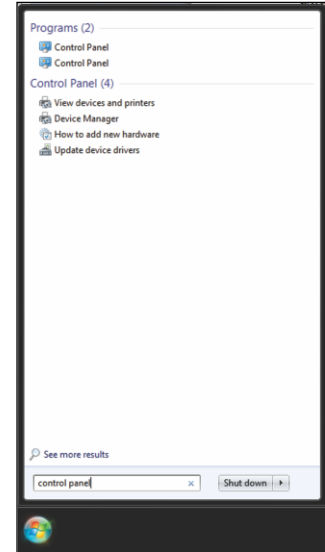 Programs (2)
Control Panel
Control Panel
Control Panel (4)
View devices and printers
Device Manager
How to add new hardware
Update device drivers
See more results
control panel
Shut down